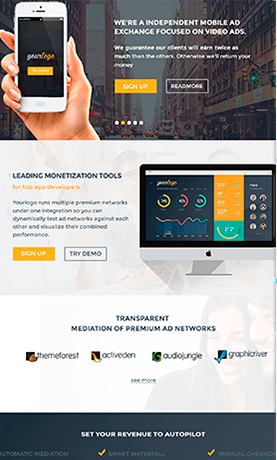 WE'RE A INDEPENDENT MOBILE AD
EXCHANGE FOCUSED ON VIDEO ADS.
We guarantee our clients will earn twice as
much than the others. Otherwise we'll return your
money
SIGN UP
READMORE
yourlogo
TRY DEMO
LEADING MONETIZATION TOOLS
for top app developers
Yourlogo runs multiple premium networks
under one integration so you can
dynamically test ad networks against each
other and visualize their combined
performance.
SIGN UP
TRY DEMO
yourlogo
TRANSPARENT
MEDIATION OF PREMIUM AD NETWORKS
themeforest
activeden
audiojungle
graphicriver
see more
SET YOUR REVENUE TO AUTOPILOT
AUTOMATIC MEDIATION
SMART WATERFALL
MANUAL OVERRID